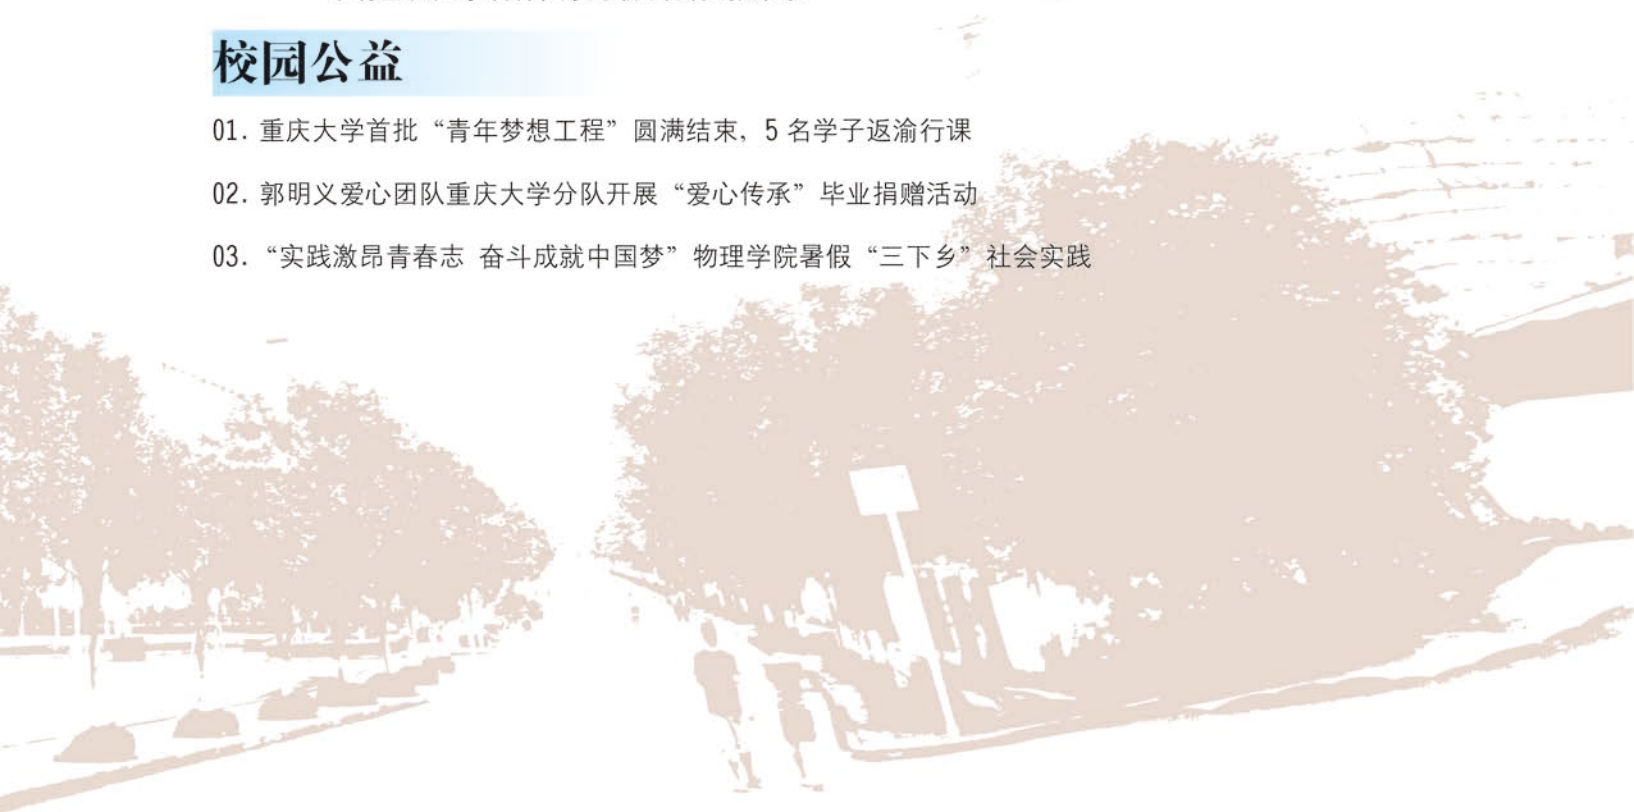 校园公益
01. 重庆大学首批“青年梦想工程”圆满结束，5 名学子返渝行课
02. 郭明义爱心团队重庆大学分队开展“爱心传承”毕业捐赠活动
03. “实践激昂青春志 奋斗成就中国梦”物理学院暑假“三下乡”社会实践